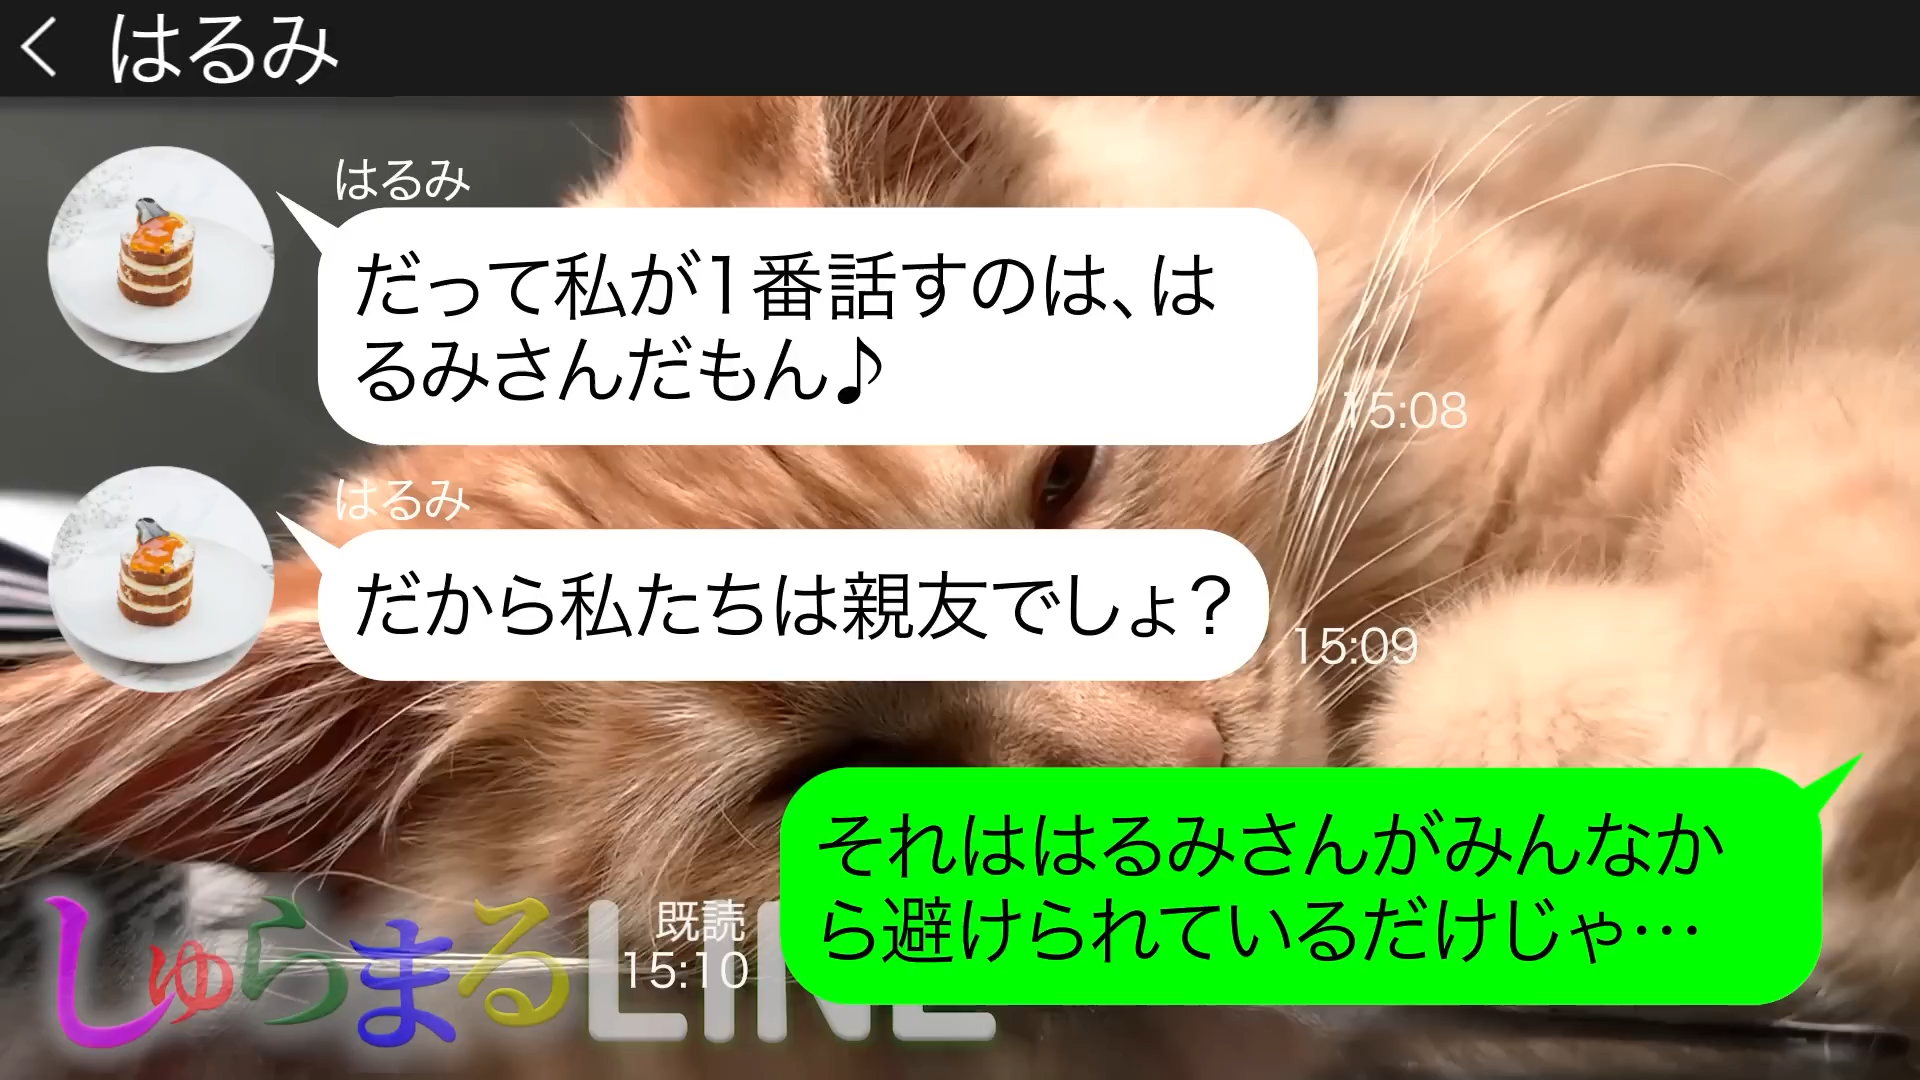 はるみ
はるみ
だって私が1番話すのは、は
るみさんだもん♪
15:08
はるみ
だから私たちは親友でしょ?
15:09
それははるみさんがみんなか
ら避けられているだけじゃ…
既読
15:10
しゅらまるLINE